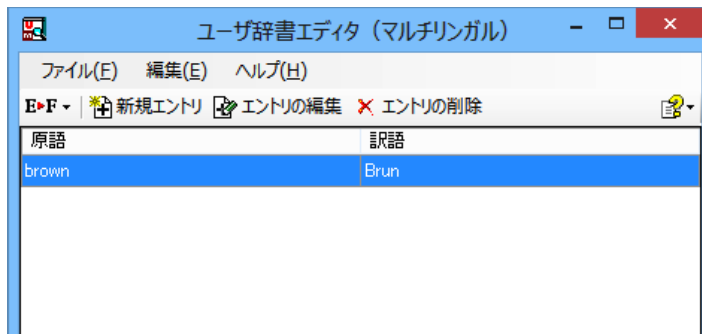 ユーザ辞書エディタ（マルチリンガル）
ファイル(F) 編集(E) ヘルプ(H)
E▶F 新規エントリ エントリの編集 エントリの削除
原語 訳語
brown Brun